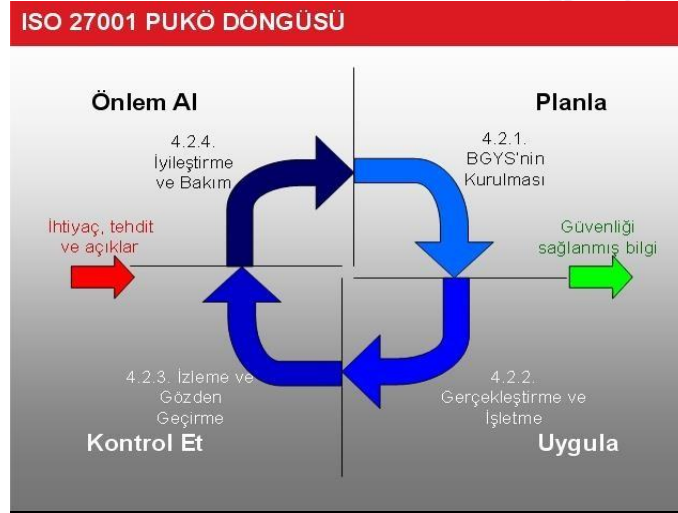 ISO 27001 PUKÖ DÖNGÜSÜ
Önlem Al
Planla
4.2.4.
İyileştirme
ve Bakım
4.2.1.
BGYS'nin
Kurulması
İhtiyaç, tehdit
ve açıklar
Güvenliği
sağlanmış bilgi
4.2.3. İzleme ve
Gözden
Geçirme
4.2.2.
Gerçekleştirme ve
İşletme
Kontrol Et
Uygula